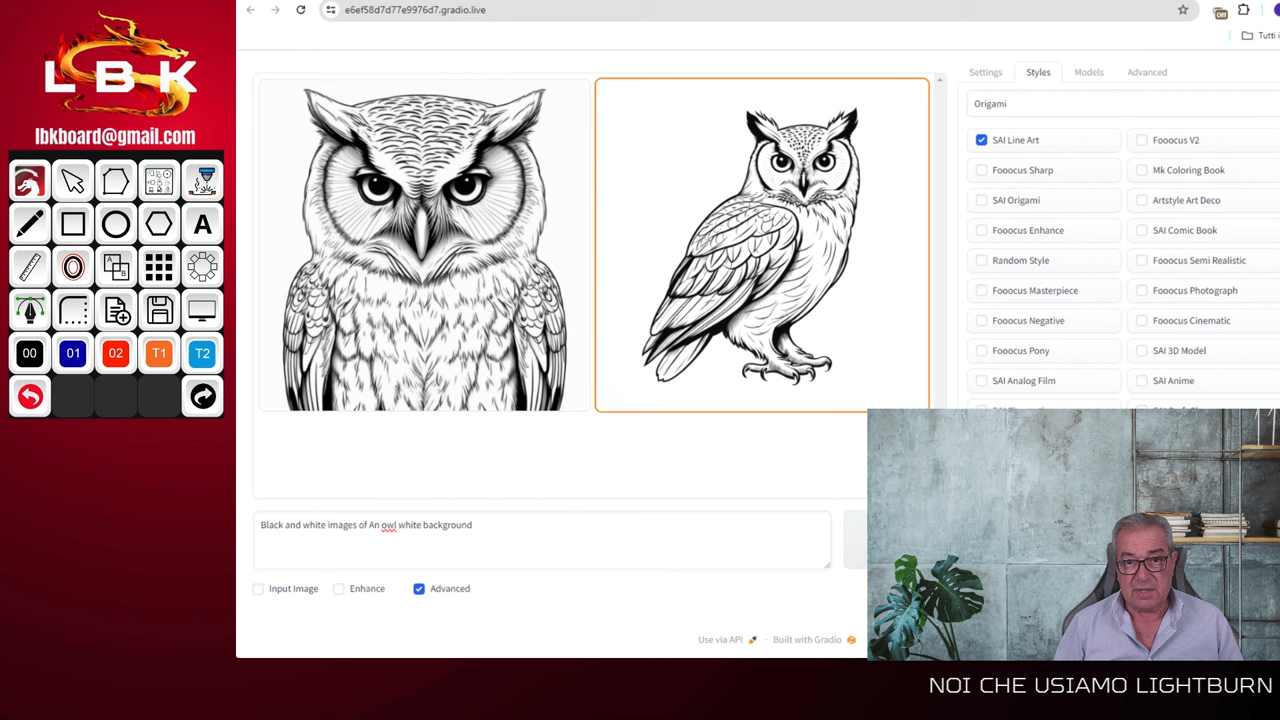 LBK
lbkboard@gmail.com
A
A
B
00
01
02
T1
T2
e6ef58d7d77e9976d7.gradio.live
Off
Tutti i
Settings
Styles
Models
Advanced
Origami
SAI Line Art
Fooocus V2
Fooocus Sharp
Mk Coloring Book
SAI Origami
Artstyle Art Deco
Fooocus Enhance
SAI Comic Book
Random Style
Fooocus Semi Realistic
Fooocus Masterpiece
Fooocus Photograph
Fooocus Negative
Fooocus Cinematic
Fooocus Pony
SAI 3D Model
SAI Analog Film
SAI Anime
Black and white images of An owl white background
Input Image
Enhance
Advanced
Use via API
·
Built with Gradio
NOI CHE USIAMO LIGHTBURN